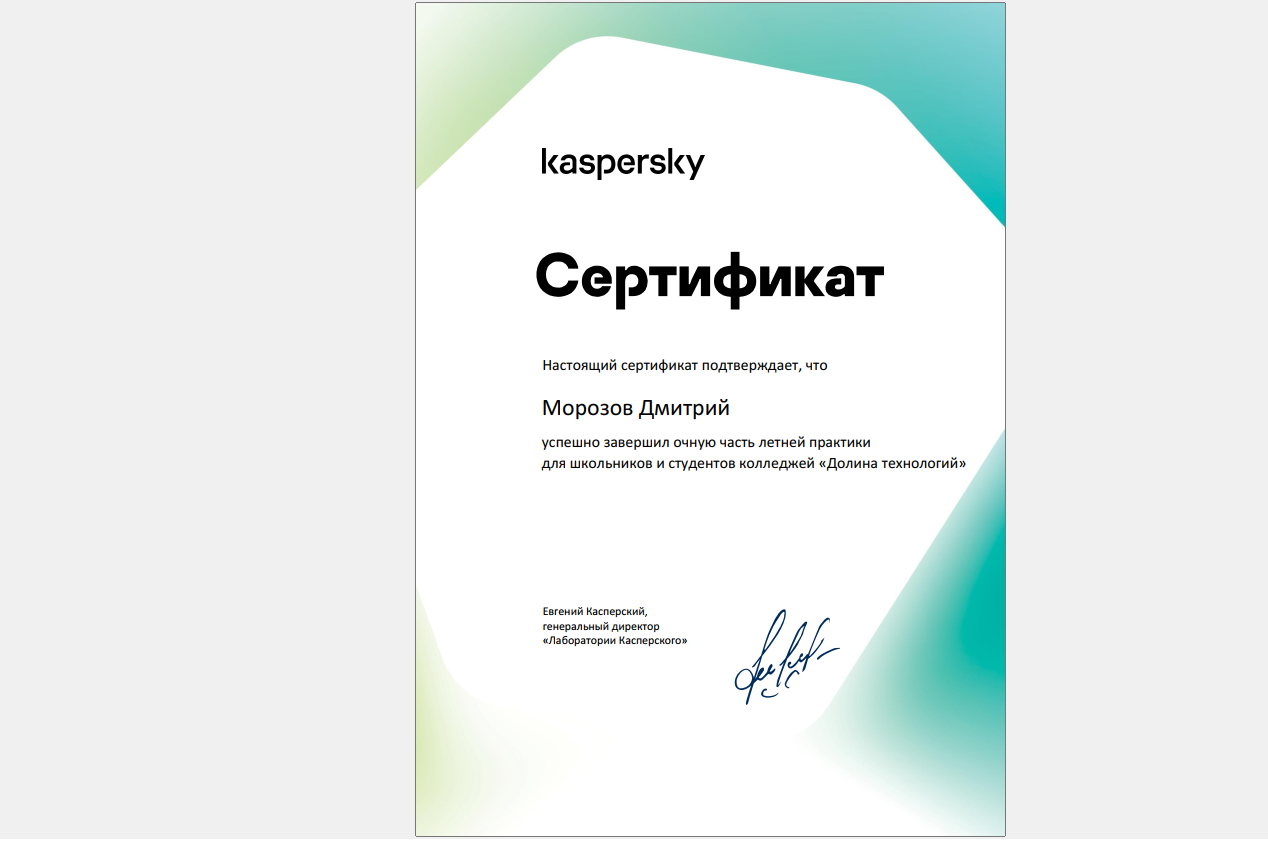 kaspersky
Сертификат
Настоящий сертификат подтверждает, что
Морозов Дмитрий
успешно завершил очную часть летней практики
для школьников и студентов колледжей «Долина технологий»
Евгений Касперский,
генеральный директор
«Лаборатории Касперского»